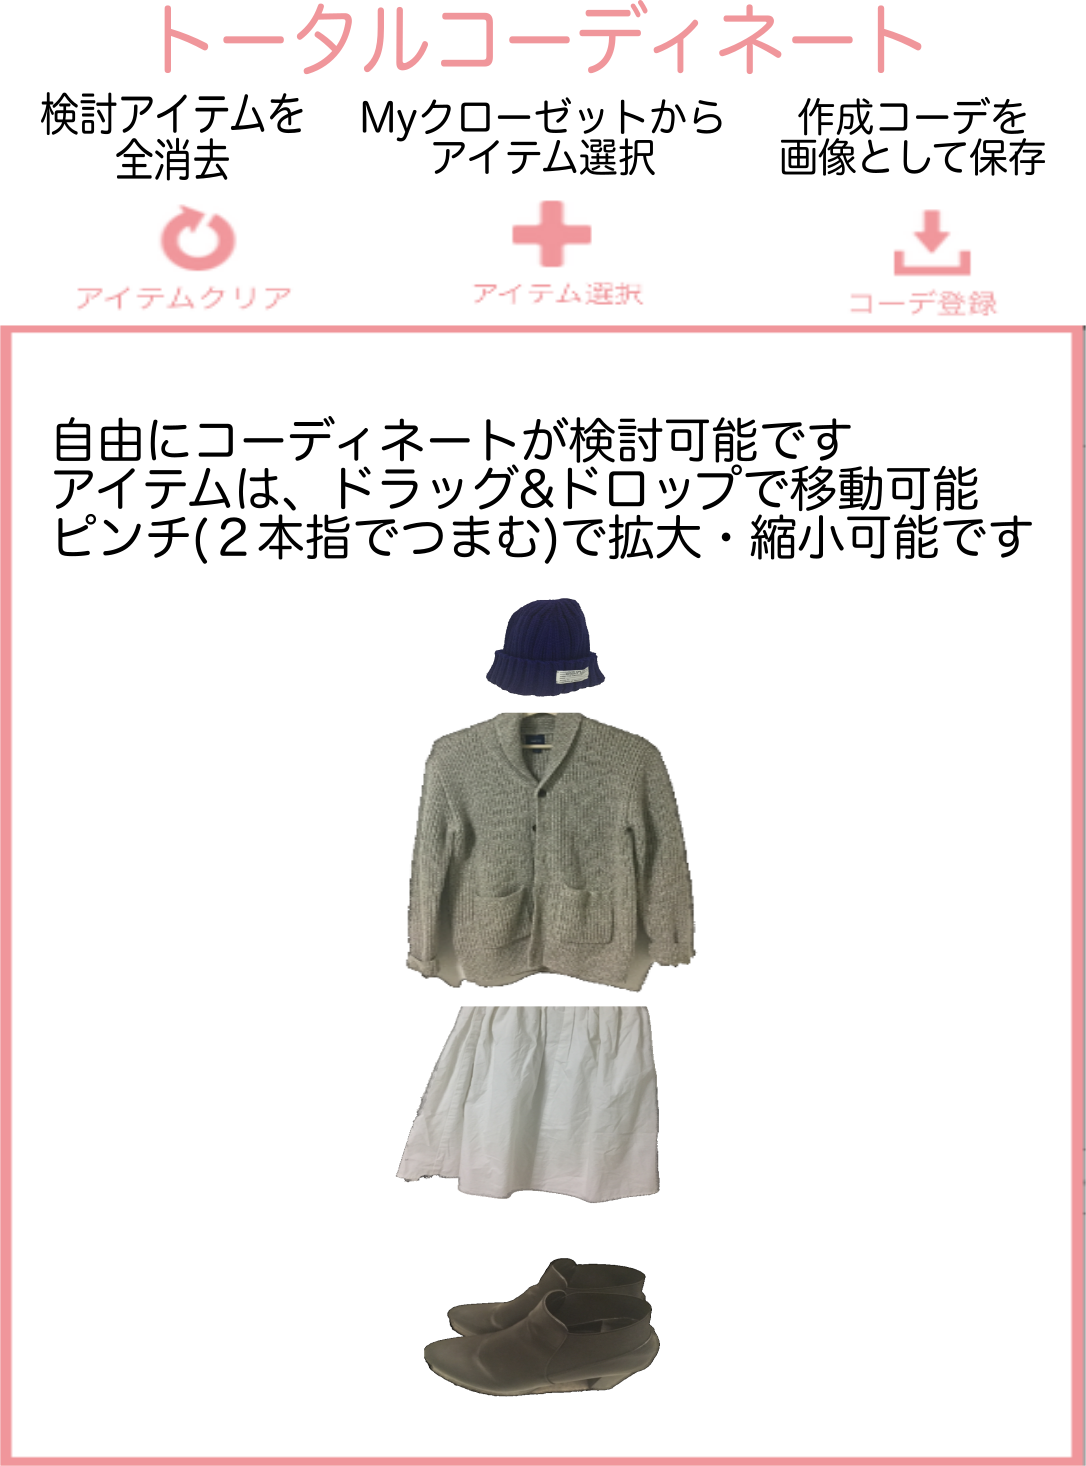 トータルコーディネート
検討アイテムを
全消去
Myクローゼットから
アイテム選択
作成コーデを
画像として保存
アイテムクリア
アイテム選択
コーデ登録
自由にコーディネートが検討可能です
アイテムは、ドラッグ&ドロップで移動可能
ピンチ(２本指でつまむ)で拡大・縮小可能です